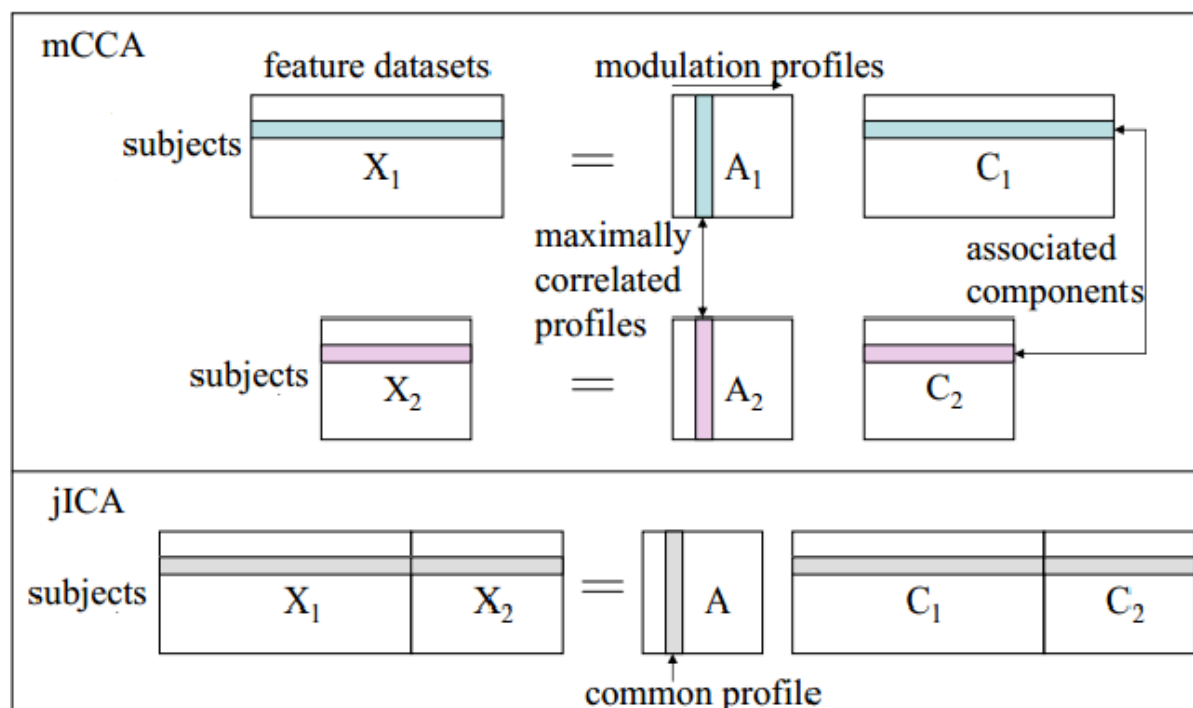 mCCA
feature datasets
modulation profiles
subjects
X₁
=
A₁
C₁
maximally
correlated
profiles
associated
components
subjects
X₂
=
A₂
C₂
jICA
subjects
X₁
X₂
=
A
C₁
C₂
common profile